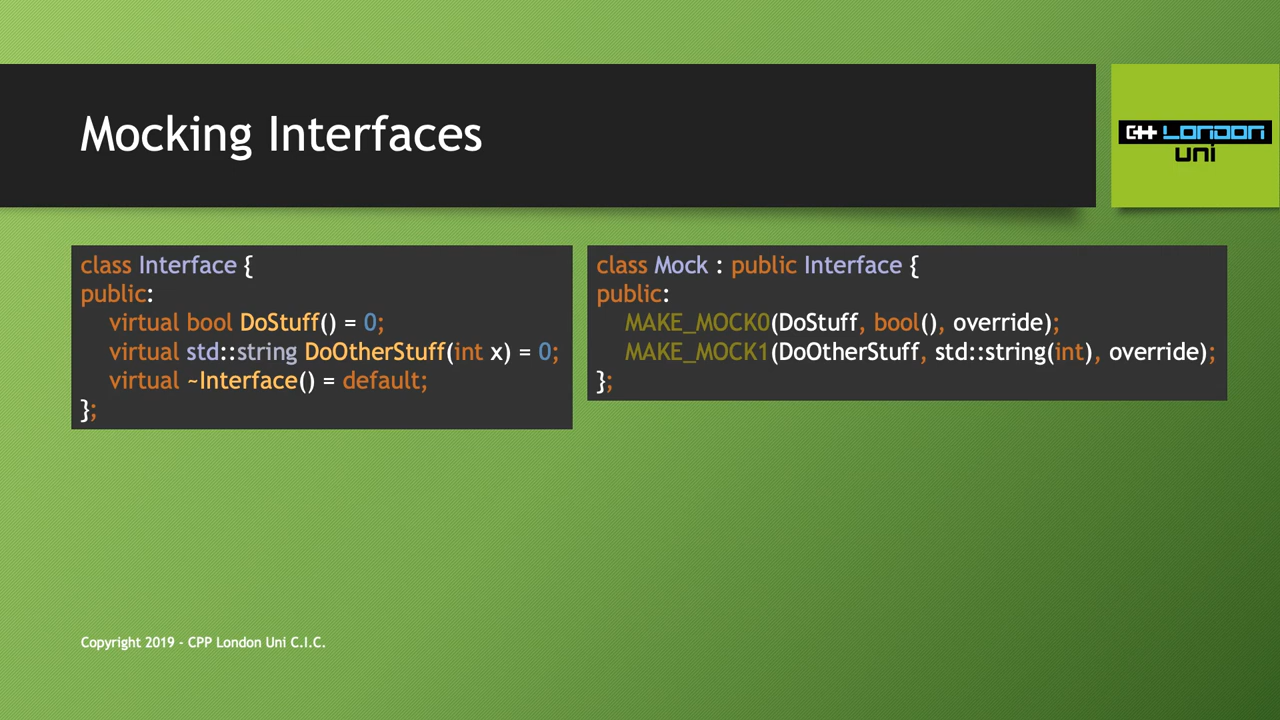 Mocking Interfaces
C++ LONDON
uni
class Interface {
public:
virtual bool DoStuff() = 0;
virtual std::string DoOtherStuff(int x) = 0;
virtual ~Interface() = default;
};
class Mock : public Interface {
public:
MAKE_MOCK0(DoStuff, bool(), override);
MAKE_MOCK1(DoOtherStuff, std::string(int), override);
};
Copyright 2019 - CPP London Uni C.I.C.